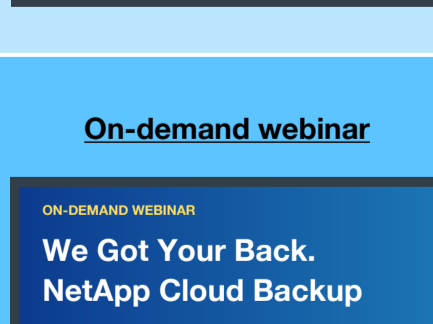 On-demand webinar
ON-DEMAND WEBINAR
We Got Your Back.
NetApp Cloud Backup